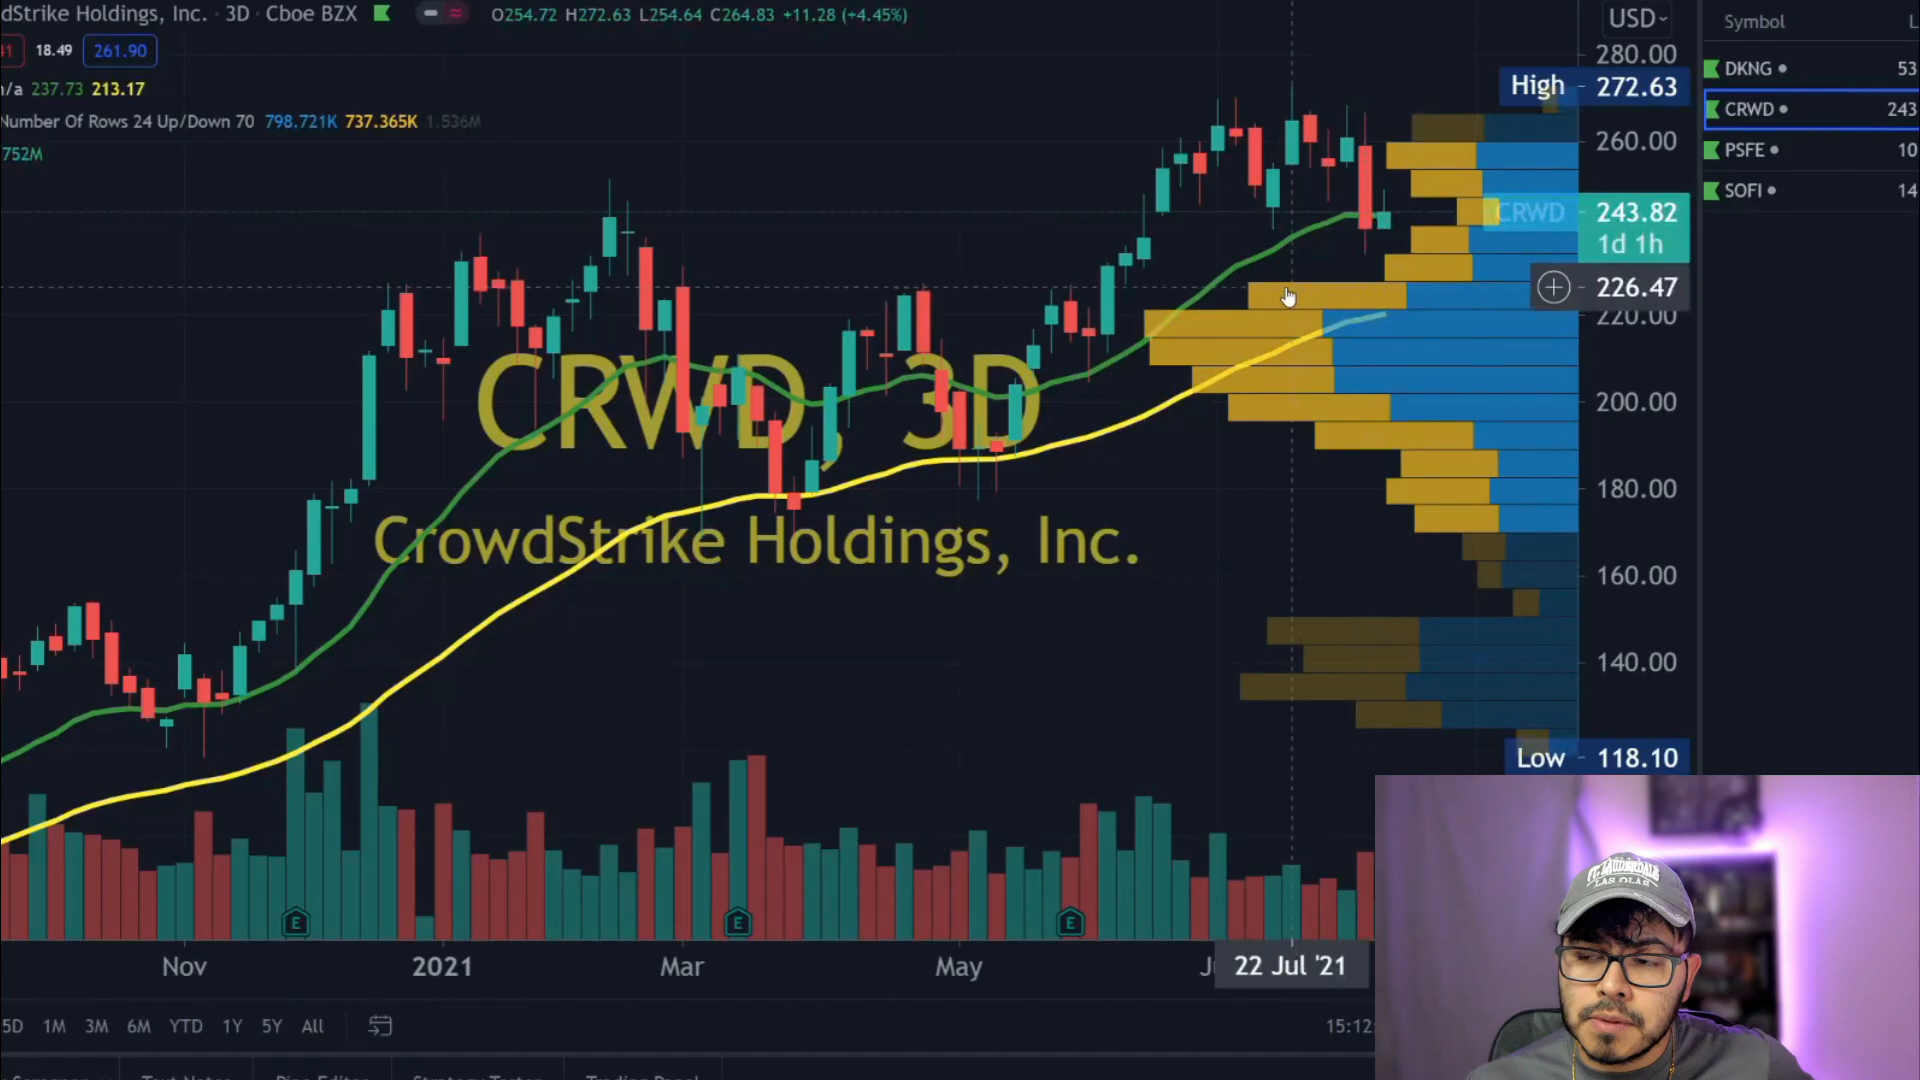 dStrike Holdings, Inc. · 3D · Cboe BZX O254.72 H272.63 L254.64 C264.83 +11.28 (+4.45%)
41 18.49 261.90
n/a 237.73 213.17
Number Of Rows 24 Up/Down 70 798.721K 737.365K 1.536M
752M
USD
280.00
High 272.63
260.00
CRWD 243.82
1d 1h
226.47
220.00
200.00
180.00
160.00
140.00
Low 118.10
CRWD, 3D
CrowdStrike Holdings, Inc.
E E E
Nov 2021 Mar May 22 Jul '21
5D 1M 3M 6M YTD 1Y 5Y All 15:12:
Symbol L
DKNG 53
CRWD 243
PSFE 10
SOFI 14
FT. LAUDERDALE
LAS OLAS